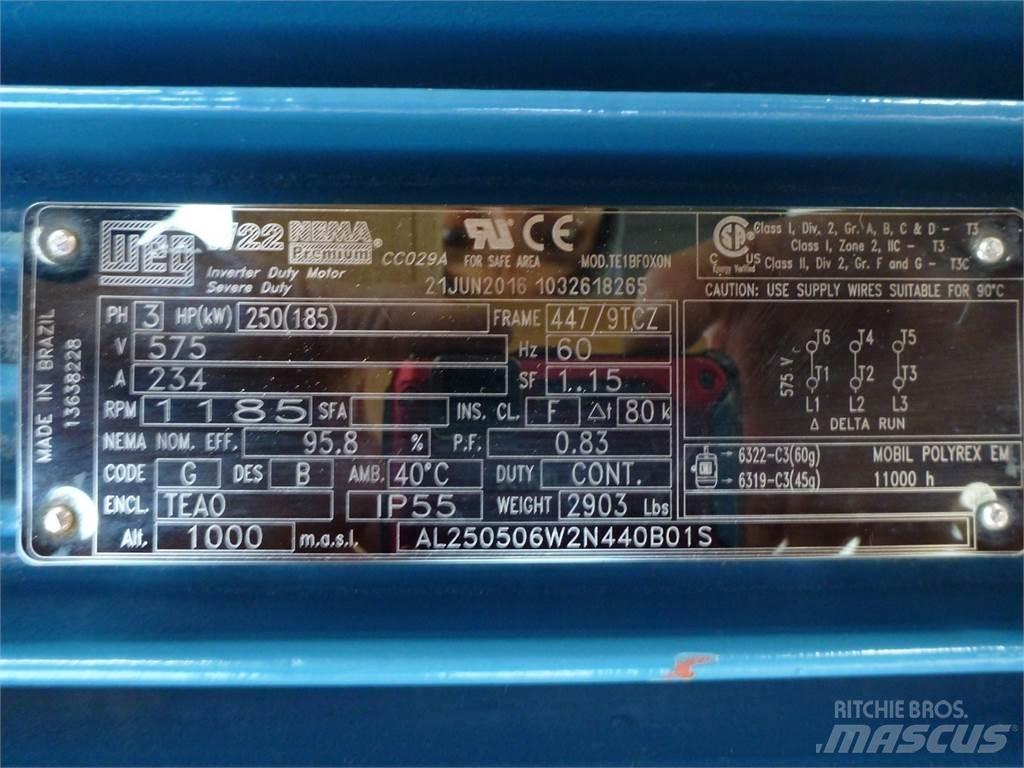 WEG 22 NEMA Premium® CC029A
Inverter Duty Motor
Severe Duty
UR CE
FOR SAFE AREA MOD.TE1BF0X0N
21JUN2016 1032618265
C US
Energy Verified
Class I, Div. 2, Gr. A, B, C & D - T3
Class I, Zone 2, IIC - T3
Class II, Div 2, Gr. F and G - T3C
CAUTION: USE SUPPLY WIRES SUITABLE FOR 90°C
MADE IN BRAZIL
13638228
PH 3 HP(kW) 250(185) FRAME 447/9TCZ
V 575 Hz 60
A 234 SF 1.15
RPM 1185 SFA INS. CL. F Δt 80 k
NEMA NOM. EFF. 95.8 % P.F. 0.83
CODE G DES B AMB. 40°C DUTY CONT.
ENCL. TEAO IP55 WEIGHT 2903 Lbs
Alt. 1000 m.a.s.l. AL250506W2N440B01S
575 V
T6 T4 T5
T1 T2 T3
L1 L2 L3
Δ DELTA RUN
→ 6322-C3(60g) MOBIL POLYREX EM
→ 6319-C3(45g) 11000 h
RITCHIE BROS.
MASCUS